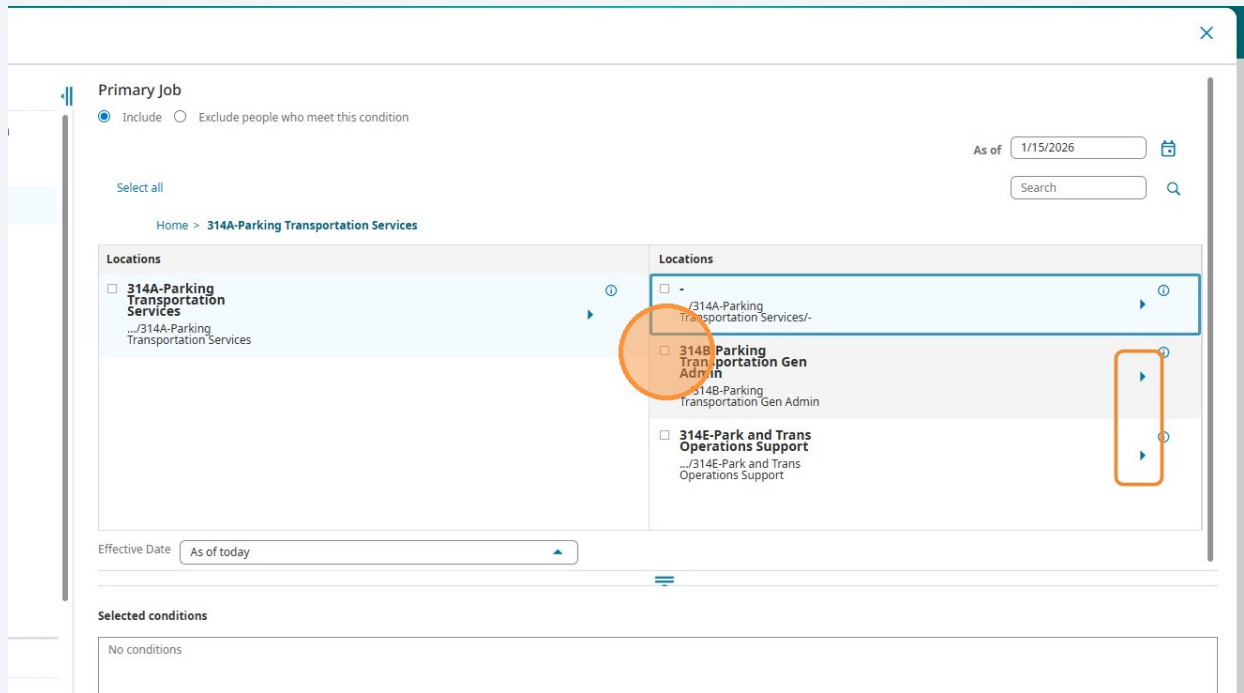 Primary Job
Include Exclude people who meet this condition
As of 1/15/2026
Select all Search
Home > 314A-Parking Transportation Services
Locations
314A-Parking
Transportation
Services
.../314A-Parking
Transportation Services
Locations
-
.../314A-Parking
Transportation Services/-
314B-Parking
Transportation Gen
Admin
.../314B-Parking
Transportation Gen Admin
314E-Park and Trans
Operations Support
.../314E-Park and Trans
Operations Support
Effective Date As of today
Selected conditions
No conditions